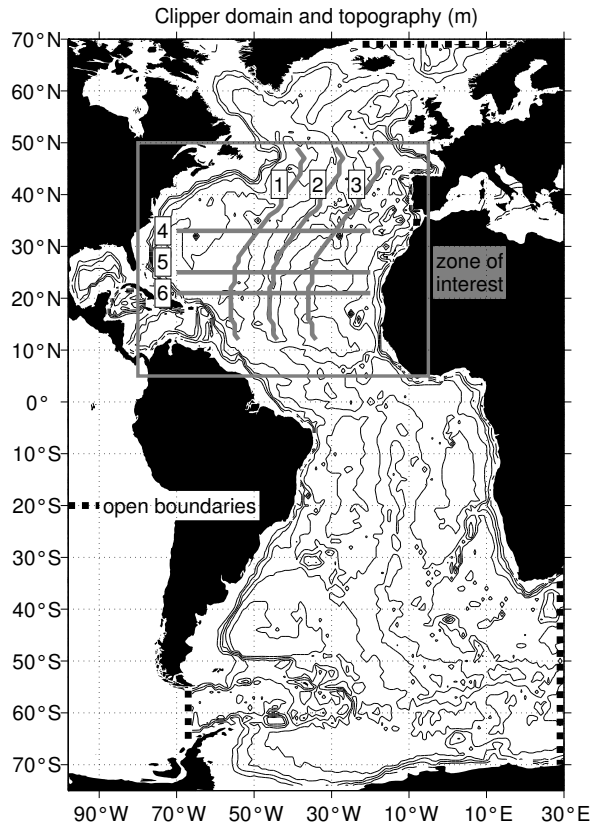 Clipper domain and topography (m)
70°N
60°N
50°N
40°N
30°N
20°N
10°N
0°
10°S
20°S
30°S
40°S
50°S
60°S
70°S
1 2 3
4
5
6
zone of
interest
open boundaries
90°W 70°W 50°W 30°W 10°W 10°E 30°E